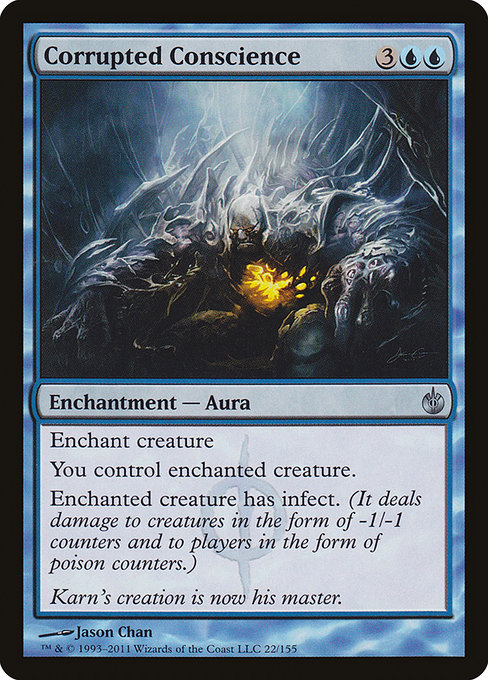 Corrupted Conscience 3
Enchantment — Aura
Enchant creature
You control enchanted creature.
Enchanted creature has infect. (It deals
damage to creatures in the form of -1/-1
counters and to players in the form of
poison counters.)
Karn's creation is now his master.
Jason Chan
™ & © 1993–2011 Wizards of the Coast LLC 22/155